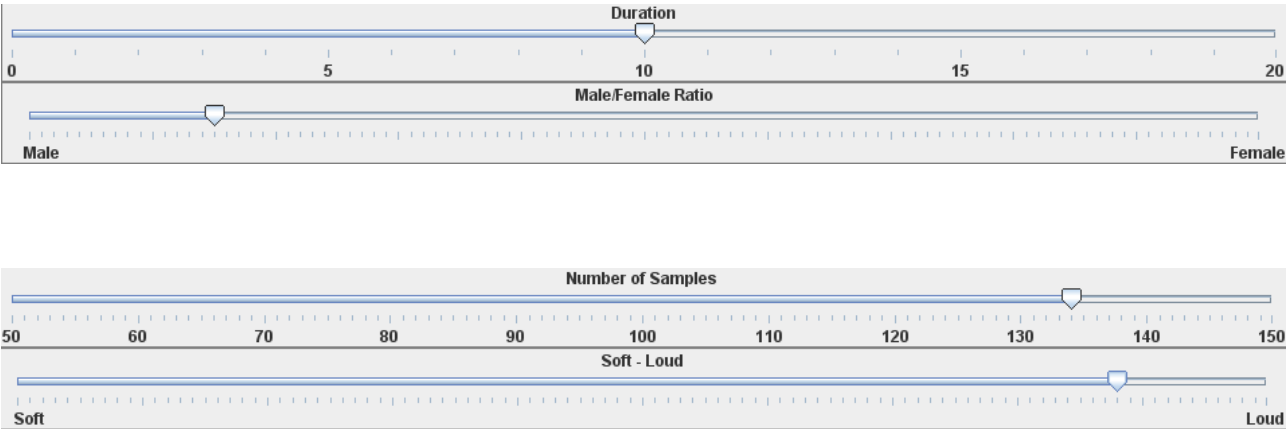 Duration
0 5 10 15 20
Male/Female Ratio
Male Female
Number of Samples
50 60 70 80 90 100 110 120 130 140 150
Soft - Loud
Soft Loud